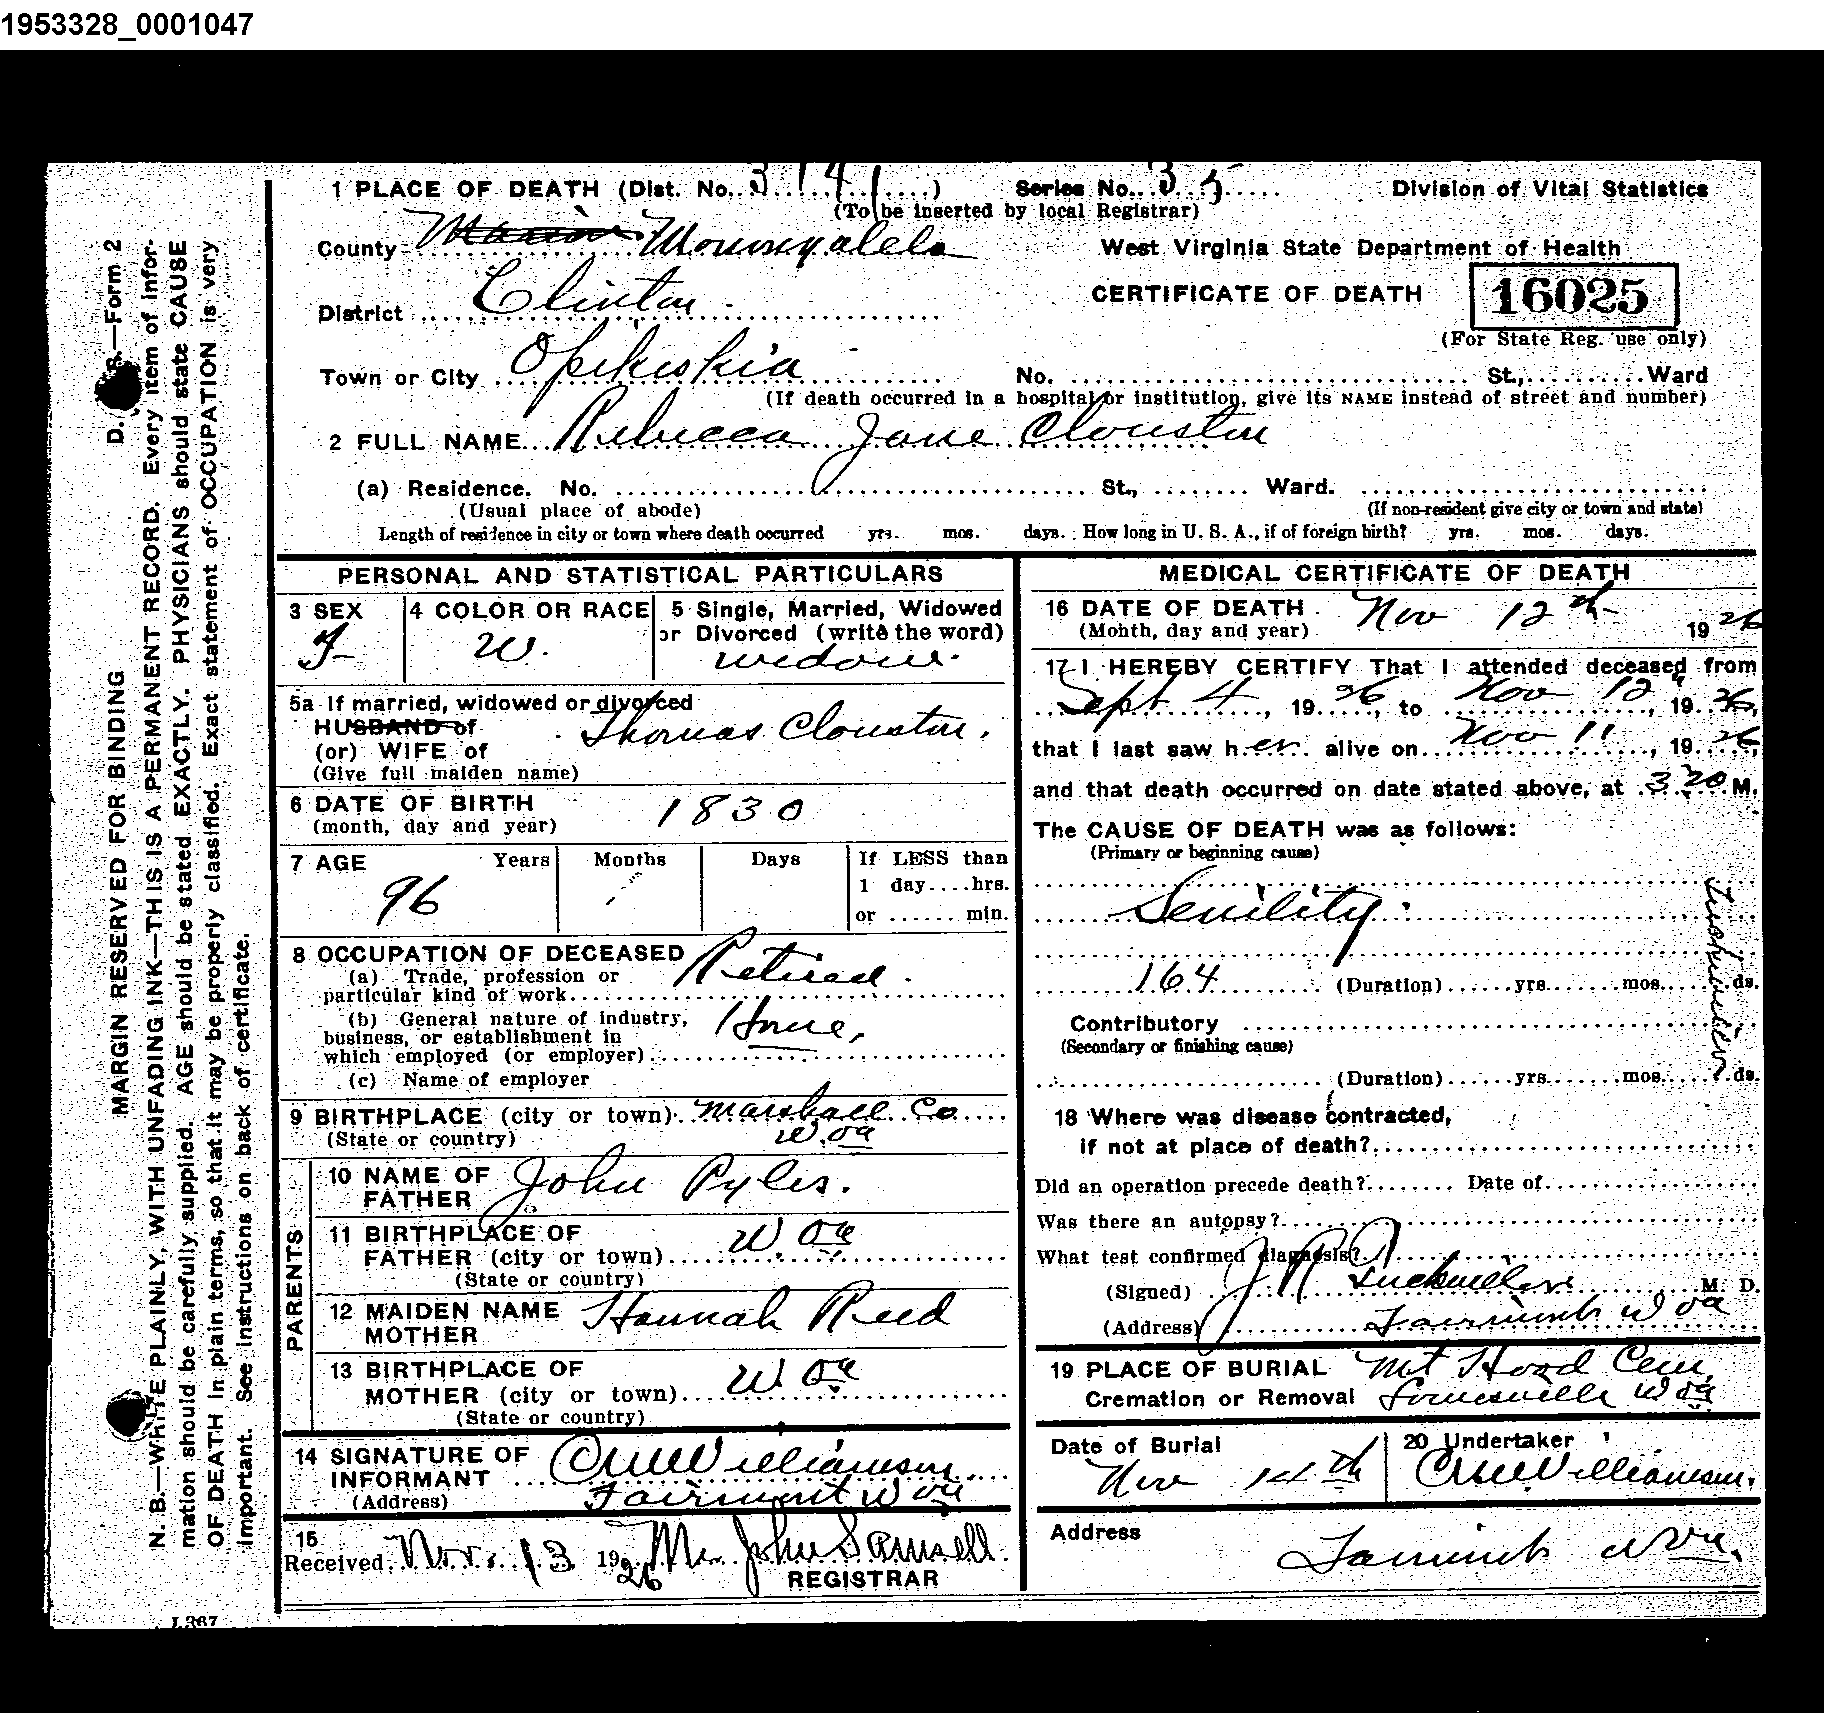 1953328_0001047
1 PLACE OF DEATH (Dist. No. 3141) Series No. 35 Division of Vital Statistics
(To be inserted by local Registrar)
County Marion Monongalela West Virginia State Department of Health
District Clinton CERTIFICATE OF DEATH 16025
(For State Reg. use only)
Town or City Opekiskia No. St., Ward
(If death occurred in a hospital or institution, give its NAME instead of street and number)
2 FULL NAME Rebecca Jane Clouston
(a) Residence. No. St., Ward.
(Usual place of abode) (If non-resident give city or town and state)
Length of residence in city or town where death occurred yrs. mos. days. How long in U. S. A., if of foreign birth? yrs. mos. days.
PERSONAL AND STATISTICAL PARTICULARS
3 SEX F
4 COLOR OR RACE W.
5 Single, Married, Widowed
or Divorced (write the word)
widow.
5a If married, widowed or divorced
HUSBAND of
(or) WIFE of
(Give full maiden name)
Thomas Clouston.
6 DATE OF BIRTH
(month, day and year)
1830
7 AGE Years Months Days If LESS than
1 day....hrs.
or ...... min.
96
8 OCCUPATION OF DECEASED
(a) Trade, profession or
particular kind of work Retired.
(b) General nature of industry,
business, or establishment in
which employed (or employer) Home,
(c) Name of employer
9 BIRTHPLACE (city or town) Marshall Co
(State or country) W. Va
PARENTS
10 NAME OF
FATHER John Pyles.
11 BIRTHPLACE OF
FATHER (city or town) W Va
(State or country)
12 MAIDEN NAME
MOTHER Hannah Reed
13 BIRTHPLACE OF
MOTHER (city or town) W Va
(State or country)
14 SIGNATURE OF
INFORMANT CMWilliamson
(Address) Fairmont W Va
15
Received Nov. 13 1926 Mr. John Samsell
REGISTRAR
MEDICAL CERTIFICATE OF DEATH
16 DATE OF DEATH Nov 12th 1926
(Month, day and year)
17 I HEREBY CERTIFY That I attended deceased from
Sept 4, 1926, to Nov 12", 1926,
that I last saw her alive on Nov 11, 1926,
and that death occurred on date stated above, at 3.20 M.
The CAUSE OF DEATH was as follows:
(Primary or beginning cause)
Senility.
164 (Duration) yrs. mos. ds.
Contributory
(Secondary or finishing cause)
(Duration) yrs. mos. ds.
18 Where was disease contracted,
if not at place of death?
Did an operation precede death? Date of
Was there an autopsy?
What test confirmed diagnosis?
(Signed) J R Tuckwiller M. D.
(Address) Fairmont W Va
19 PLACE OF BURIAL Mt Hood Cem,
Cremation or Removal W Va
Date of Burial
Nov 14th
20 Undertaker
CMWilliamson.
Address
Fairmont W Va.
Tuckwiller
D. S.—Form 2
MARGIN RESERVED FOR BINDING
N. B.—WRITE PLAINLY, WITH UNFADING INK—THIS IS A PERMANENT RECORD. Every item of infor-
mation should be carefully supplied. AGE should be stated EXACTLY. PHYSICIANS should state CAUSE
OF DEATH in plain terms, so that it may be properly classified. Exact statement of OCCUPATION is very
important. See instructions on back of certificate.
L 367